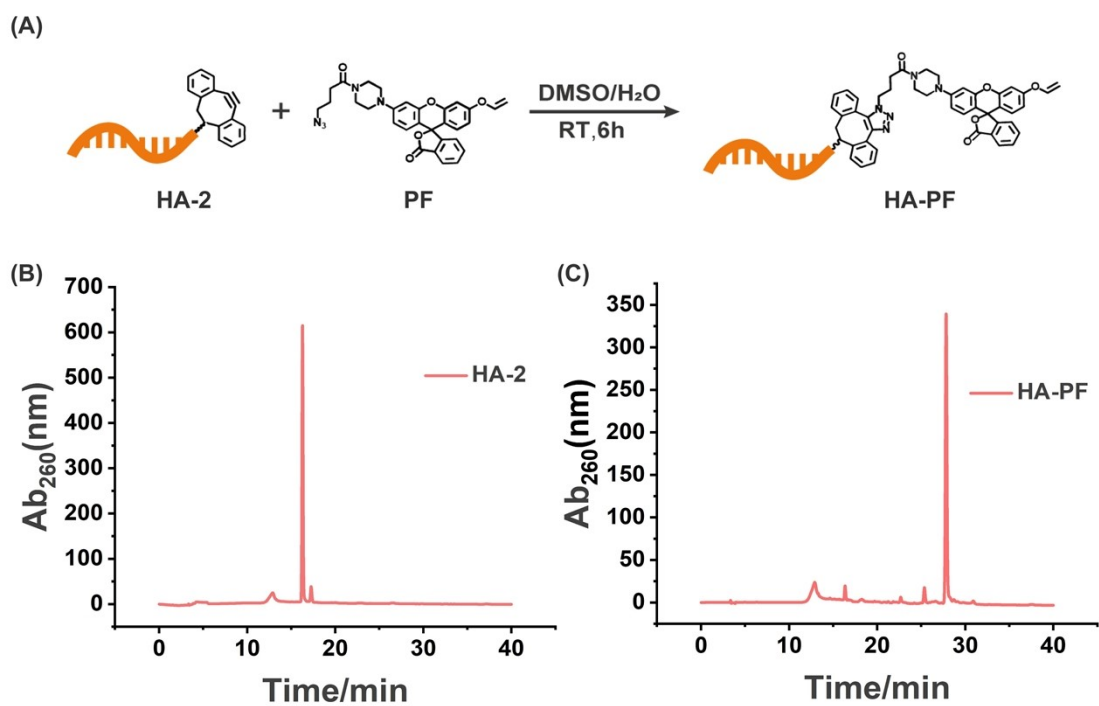 (A)
O
N
N
O
O
N₃
O
O
+
DMSO/H₂O
RT,6h
O
N
N
O
O
N
N
N
O
O
HA-2
PF
HA-PF
(B)
700
600
500
400
300
200
100
0
Ab260(nm)
HA-2
0
10
20
30
40
Time/min
(C)
350
300
250
200
150
100
50
0
Ab260(nm)
HA-PF
0
10
20
30
40
Time/min